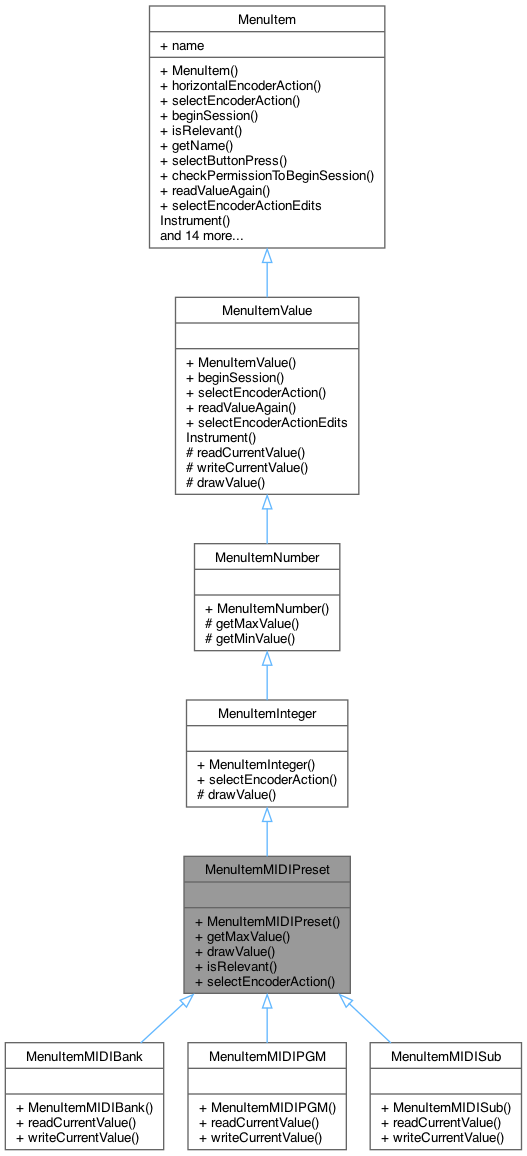 MenuItem
+ name
+ MenuItem()
+ horizontalEncoderAction()
+ selectEncoderAction()
+ beginSession()
+ isRelevant()
+ getName()
+ selectButtonPress()
+ checkPermissionToBeginSession()
+ readValueAgain()
+ selectEncoderActionEdits
Instrument()
and 14 more...
MenuItemValue
+ MenuItemValue()
+ beginSession()
+ selectEncoderAction()
+ readValueAgain()
+ selectEncoderActionEdits
Instrument()
# readCurrentValue()
# writeCurrentValue()
# drawValue()
MenuItemNumber
+ MenuItemNumber()
# getMaxValue()
# getMinValue()
MenuItemInteger
+ MenuItemInteger()
+ selectEncoderAction()
# drawValue()
MenuItemMIDIPreset
+ MenuItemMIDIPreset()
+ getMaxValue()
+ drawValue()
+ isRelevant()
+ selectEncoderAction()
MenuItemMIDIBank
+ MenuItemMIDIBank()
+ readCurrentValue()
+ writeCurrentValue()
MenuItemMIDIPGM
+ MenuItemMIDIPGM()
+ readCurrentValue()
+ writeCurrentValue()
MenuItemMIDISub
+ MenuItemMIDISub()
+ readCurrentValue()
+ writeCurrentValue()